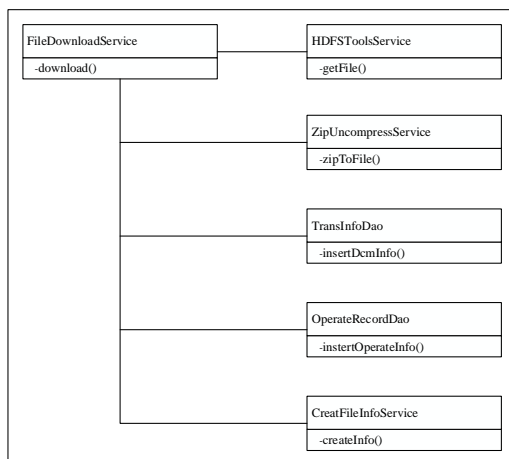 FileDownloadService
-download()
HDFSToolsService
-getFile()
ZipUncompressService
-zipToFile()
TransInfoDao
-insertDcmInfo()
OperateRecordDao
-instertOperateInfo()
CreatFileInfoService
-createInfo()